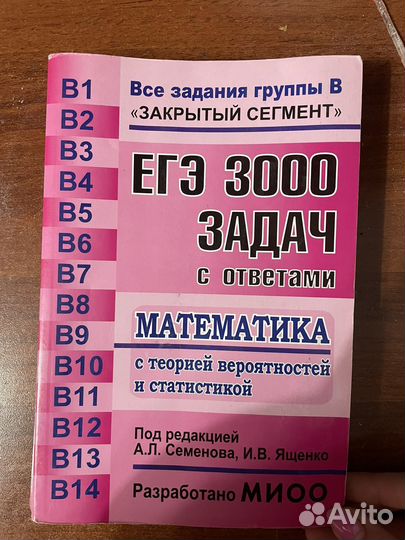 Все задания группы В
«ЗАКРЫТЫЙ СЕГМЕНТ»
B1
B2
B3
B4
B5
B6
B7
B8
B9
B10
B11
B12
B13
B14
ЕГЭ 3000
ЗАДАЧ
с ответами
МАТЕМАТИКА
с теорией вероятностей
и статистикой
Под редакцией
А.Л. Семенова, И.В. Ященко
Разработано МИОО
Avito